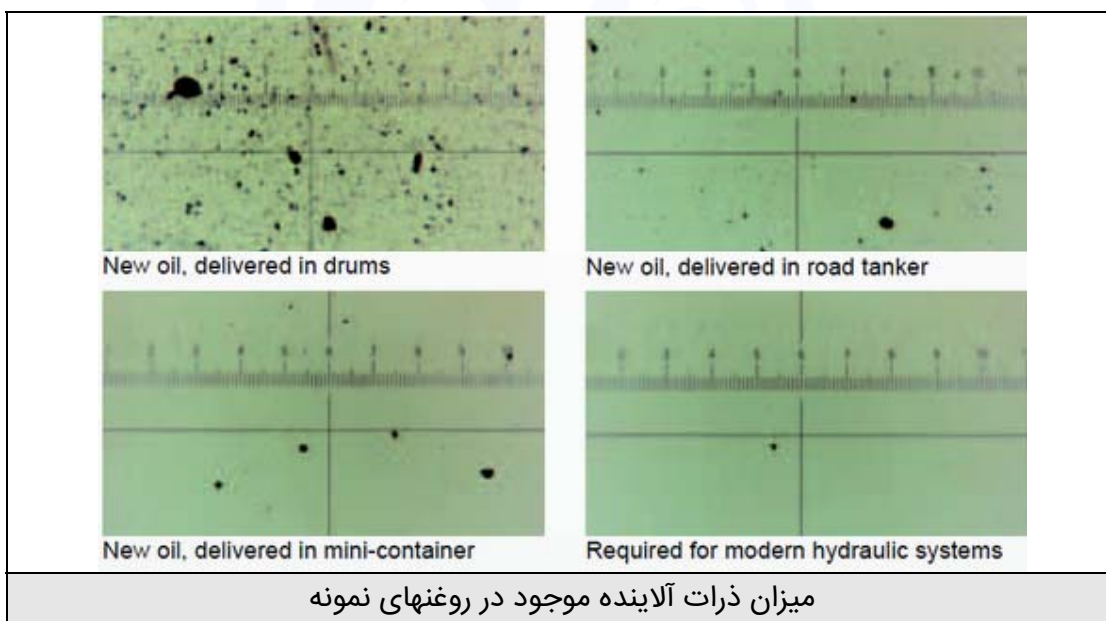 New oil, delivered in drums
New oil, delivered in road tanker
New oil, delivered in mini-container
Required for modern hydraulic systems
میزان ذرات آلاینده موجود در روغنهای نمونه